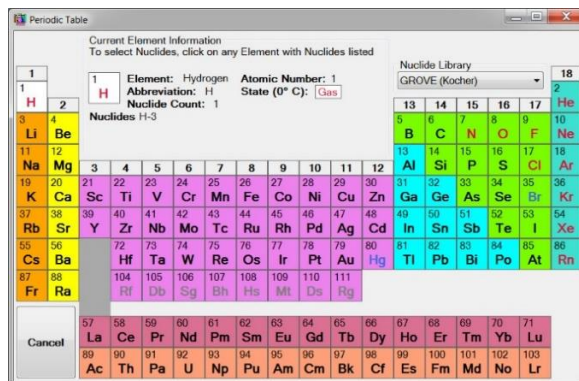 Periodic Table
Current Element Information
To select Nuclides, click on any Element with Nuclides listed
1
H
Element: Hydrogen Atomic Number: 1
Abbreviation: H State (0° C): Gas
Nuclide Count: 1
Nuclides H-3
Nuclide Library
GROVE (Kocher)
1 18
1 2
H 2 13 14 15 16 17 He
3 4 5 6 7 8 9 10
Li Be B C N O F Ne
11 12 13 14 15 16 17 18
Na Mg 3 4 5 6 7 8 9 10 11 12 Al Si P S Cl Ar
19 20 21 22 23 24 25 26 27 28 29 30 31 32 33 34 35 36
K Ca Sc Ti V Cr Mn Fe Co Ni Cu Zn Ga Ge As Se Br Kr
37 38 39 40 41 42 43 44 45 46 47 48 49 50 51 52 53 54
Rb Sr Y Zr Nb Mo Tc Ru Rh Pd Ag Cd In Sn Sb Te I Xe
55 56 72 73 74 75 76 77 78 79 80 81 82 83 84 85 86
Cs Ba Hf Ta W Re Os Ir Pt Au Hg Tl Pb Bi Po At Rn
87 88 104 105 106 107 108 109 110 111
Fr Ra Rf Db Sg Bh Hs Mt Ds Rg
57 58 59 60 61 62 63 64 65 66 67 68 69 70 71
La Ce Pr Nd Pm Sm Eu Gd Tb Dy Ho Er Tm Yb Lu
89 90 91 92 93 94 95 96 97 98 99 100 101 102 103
Ac Th Pa U Np Pu Am Cm Bk Cf Es Fm Md No Lr
Cancel